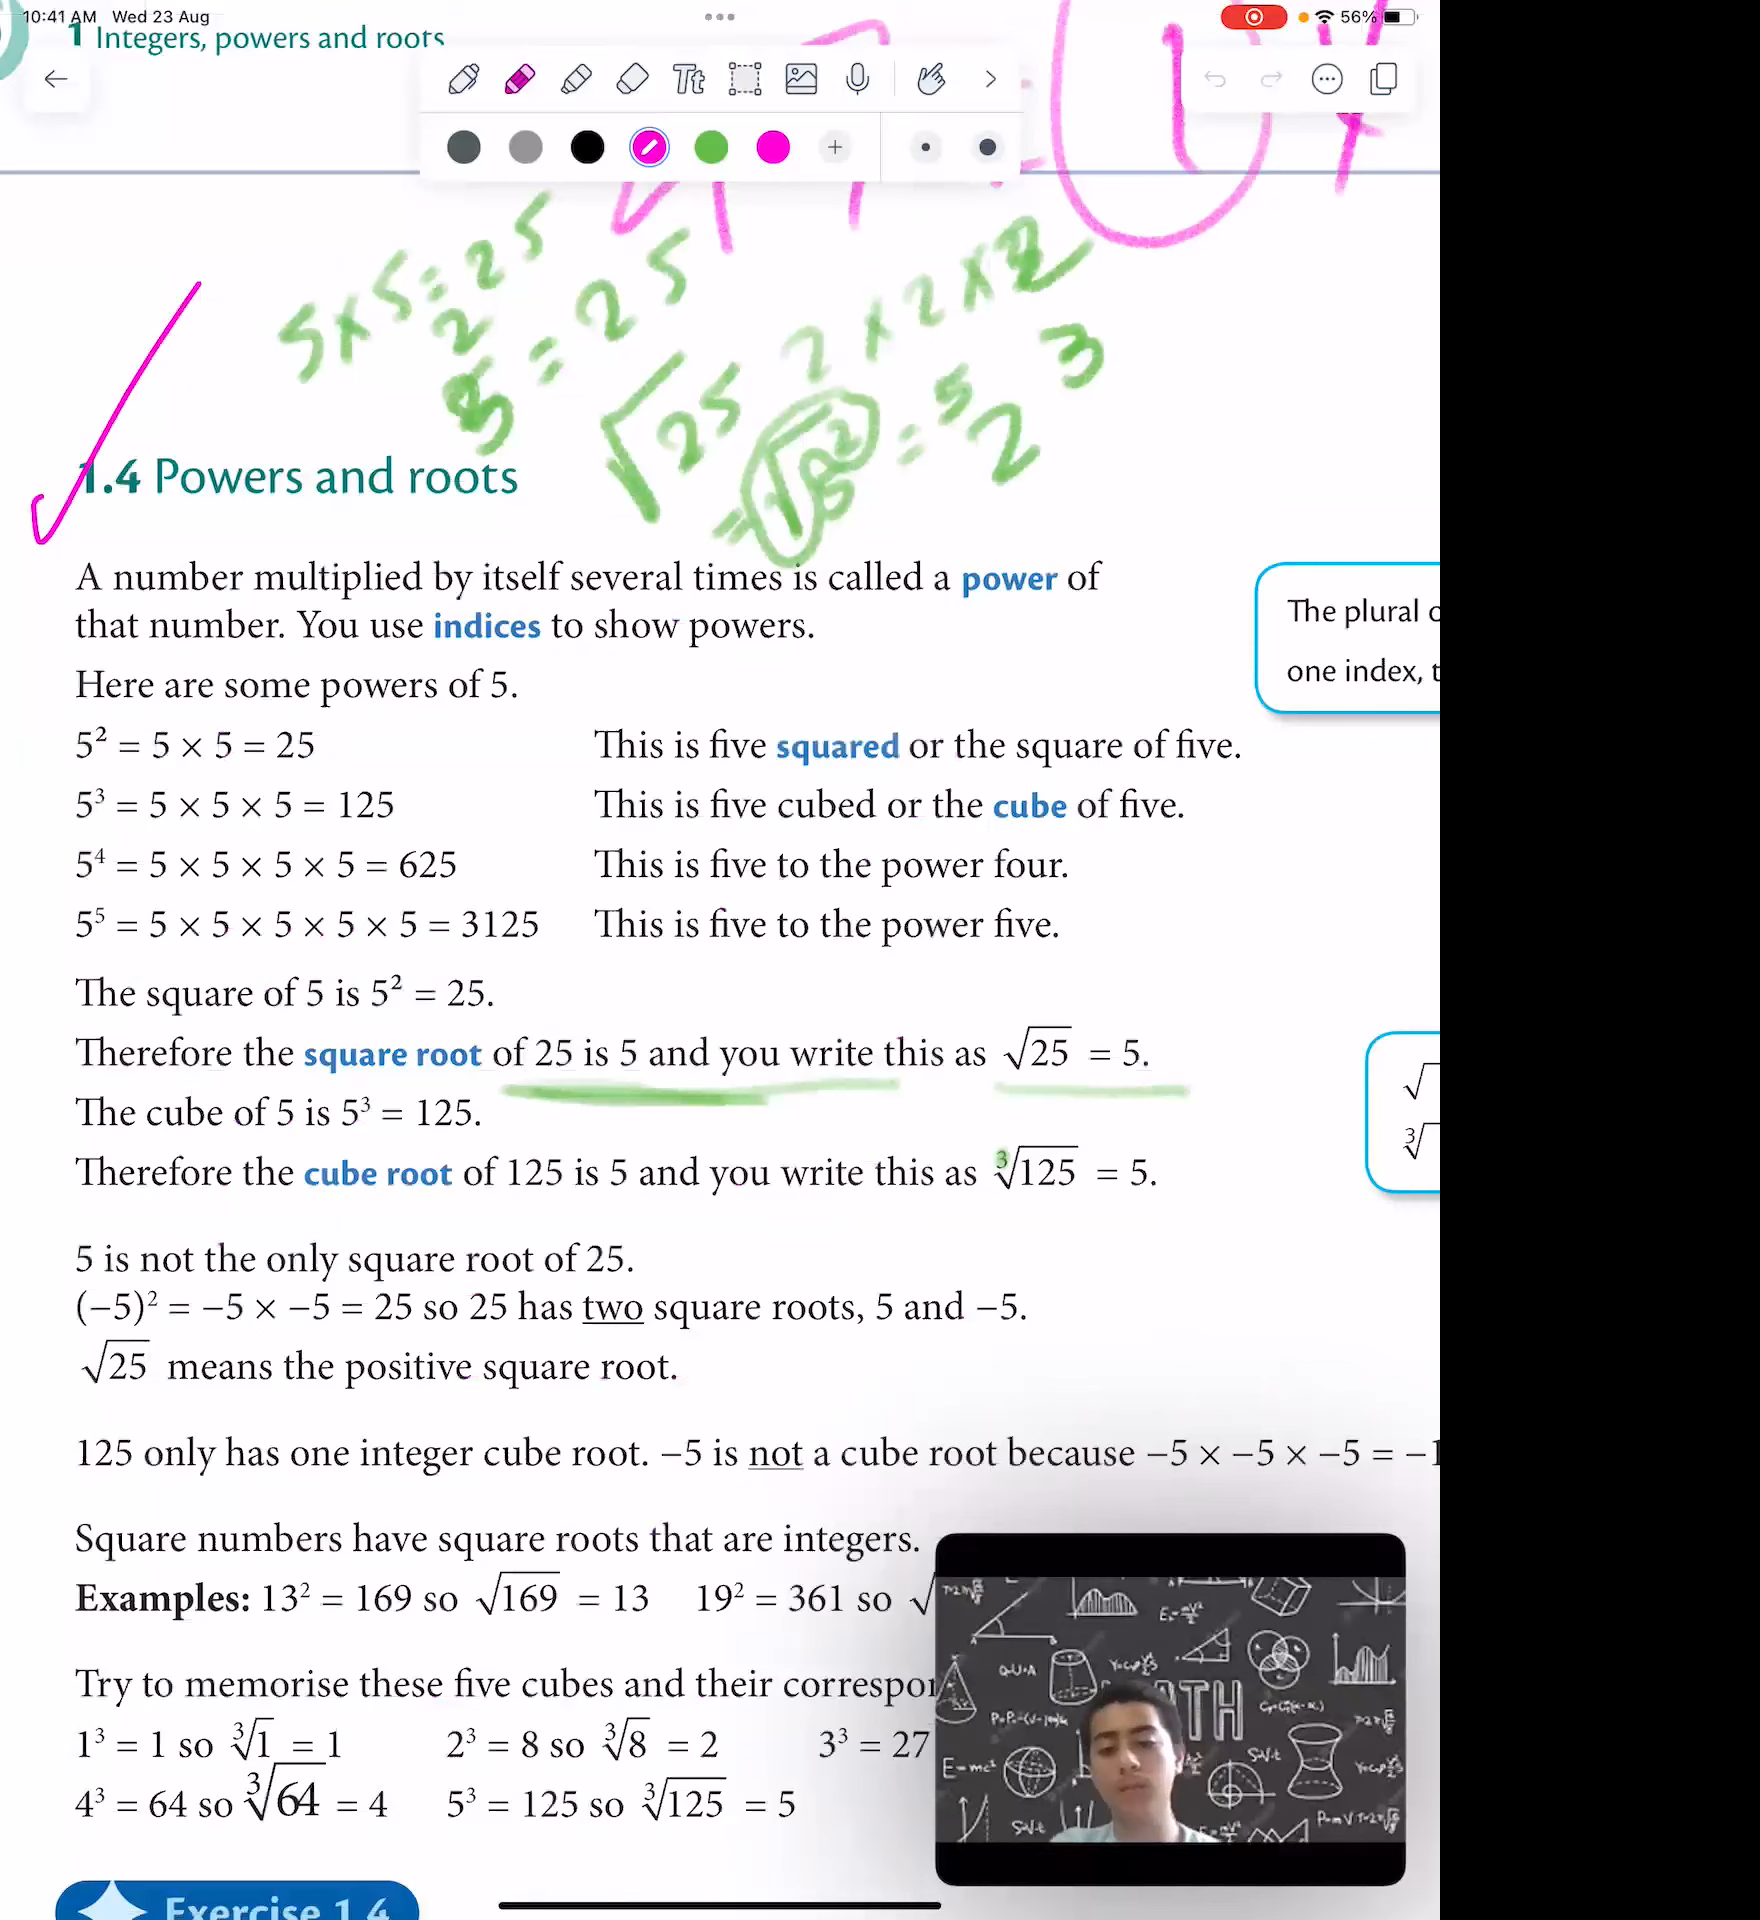 10:41 AM Wed 23 Aug
56%
1 Integers, powers and roots
Tt
5 × 5 = 25
5² = 25
√25
2 × 2 × 2
3
2
= 5
1.4 Powers and roots
A number multiplied by itself several times is called a power of
that number. You use indices to show powers.
The plural o
one index, t
Here are some powers of 5.
5² = 5 × 5 = 25 This is five squared or the square of five.
5³ = 5 × 5 × 5 = 125 This is five cubed or the cube of five.
5⁴ = 5 × 5 × 5 × 5 = 625 This is five to the power four.
5⁵ = 5 × 5 × 5 × 5 × 5 = 3125 This is five to the power five.
The square of 5 is 5² = 25.
Therefore the square root of 25 is 5 and you write this as √25 = 5.
The cube of 5 is 5³ = 125.
Therefore the cube root of 125 is 5 and you write this as ³√125 = 5.
√
³√
5 is not the only square root of 25.
(−5)² = −5 × −5 = 25 so 25 has two square roots, 5 and −5.
√25 means the positive square root.
125 only has one integer cube root. −5 is not a cube root because −5 × −5 × −5 = −1
Square numbers have square roots that are integers.
Examples: 13² = 169 so √169 = 13 19² = 361 so √
Try to memorise these five cubes and their correspo
1³ = 1 so ³√1 = 1 2³ = 8 so ³√8 = 2 3³ = 27
4³ = 64 so ³√64 = 4 5³ = 125 so ³√125 = 5
Exercise 1.4
Q-U+A
ATH
E=mc²
S=V.t
S=V.t